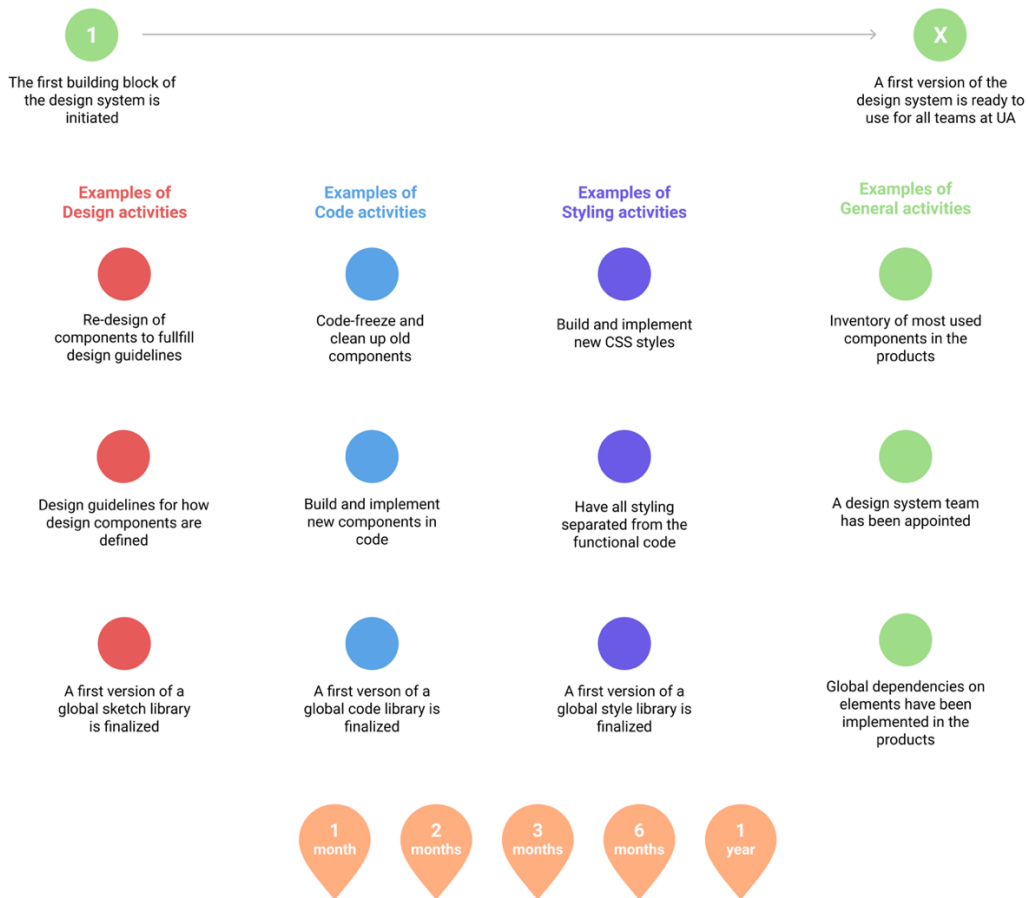 1
The first building block of
the design system is
initiated
X
A first version of the
design system is ready to
use for all teams at UA
Examples of
Design activities
Re-design of
components to fullfill
design guidelines
Design guidelines for how
design components are
defined
A first version of a
global sketch library
is finalized
Examples of
Code activities
Code-freeze and
clean up old
components
Build and implement
new components in
code
A first verson of a
global code library is
finalized
Examples of
Styling activities
Build and implement
new CSS styles
Have all styling
separated from the
functional code
A first version of a
global style library is
finalized
Examples of
General activities
Inventory of most used
components in the
products
A design system team
has been appointed
Global dependencies on
elements have been
implemented in the
products
1
month
2
months
3
months
6
months
1
year